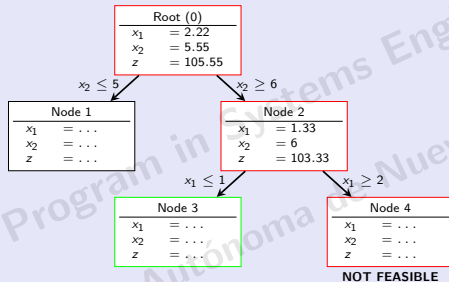 Root (0)
x₁ = 2.22
x₂ = 5.55
z = 105.55
x₂ ≤ 5
x₂ ≥ 6
Node 1
x₁ = ...
x₂ = ...
z = ...
Node 2
x₁ = 1.33
x₂ = 6
z = 103.33
x₁ ≤ 1
x₁ ≥ 2
Node 3
x₁ = ...
x₂ = ...
z = ...
Node 4
x₁ = ...
x₂ = ...
z = ...
NOT FEASIBLE
Program in Systems Eng
Autónoma de Nuev